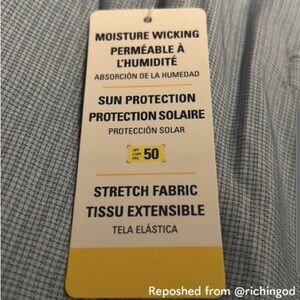 MOISTURE WICKING
PERMÉABLE À
L'HUMIDITÉ
ABSORCIÓN DE LA HUMEDAD
SUN PROTECTION
PROTECTION SOLAIRE
PROTECCIÓN SOLAR
50
STRETCH FABRIC
TISSU EXTENSIBLE
TELA ELÁSTICA
Reposhed from @richingod